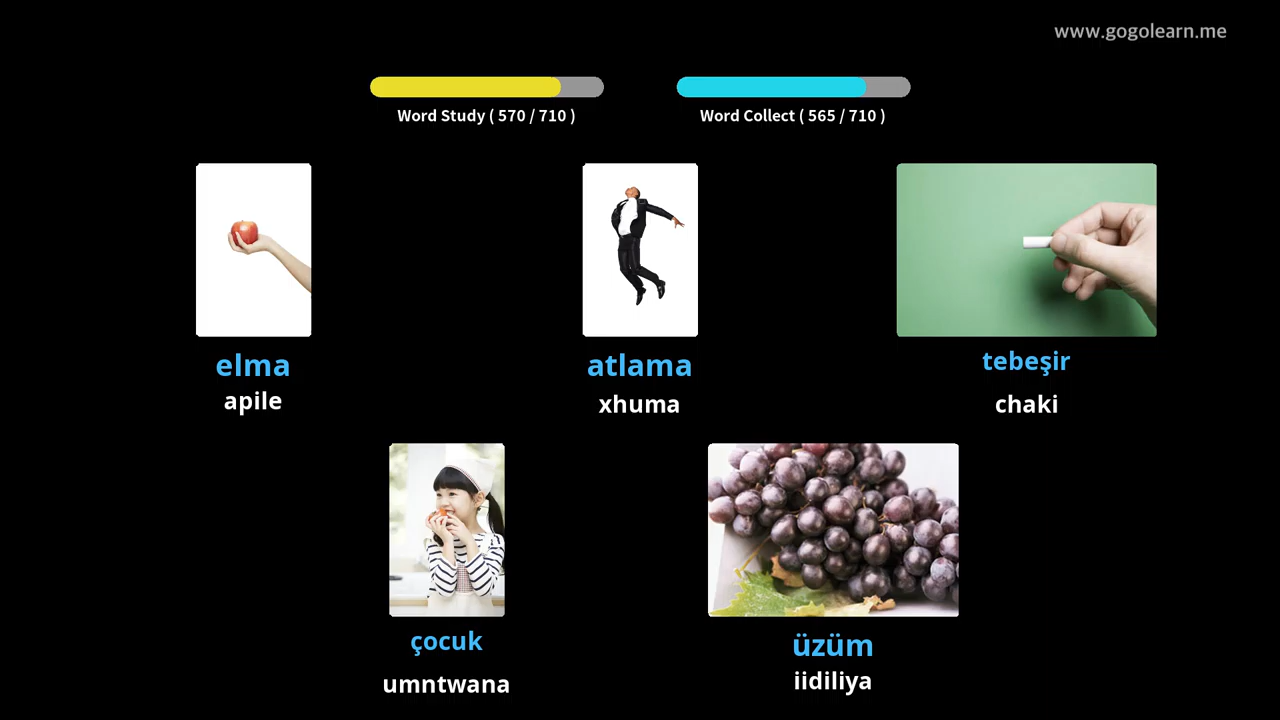 www.gogolearn.me
Word Study ( 570 / 710 )
Word Collect ( 565 / 710 )
elma
apile
atlama
xhuma
tebeşir
chaki
çocuk
umntwana
üzüm
iidiliya